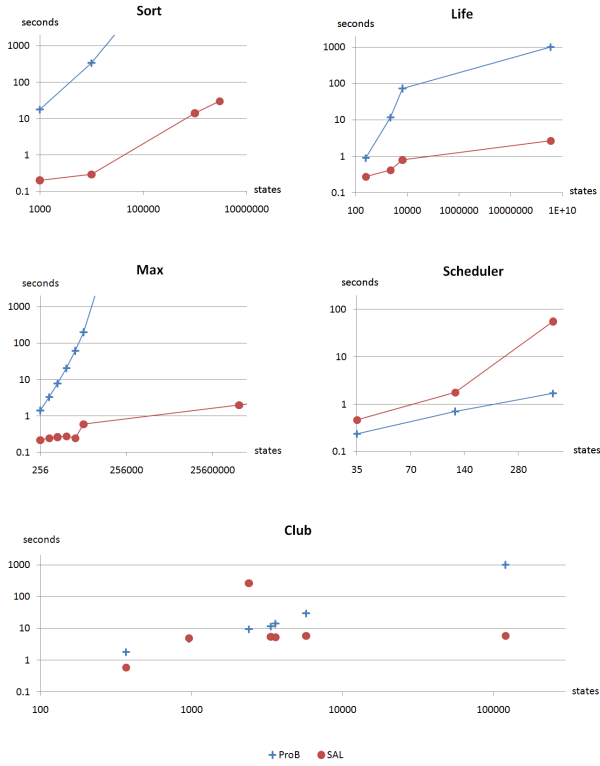 Sort
seconds
1000
100
10
1
0.1
1000 100000 10000000
states
Life
seconds
1000
100
10
1
0.1
100 10000 1000000 100000000 1E+10
states
Max
seconds
1000
100
10
1
0.1
256 256000 25600000
states
Scheduler
seconds
100
10
1
0.1
35 70 140 280
states
Club
seconds
1000
100
10
1
0.1
100 1000 10000 100000
states
ProB SAL